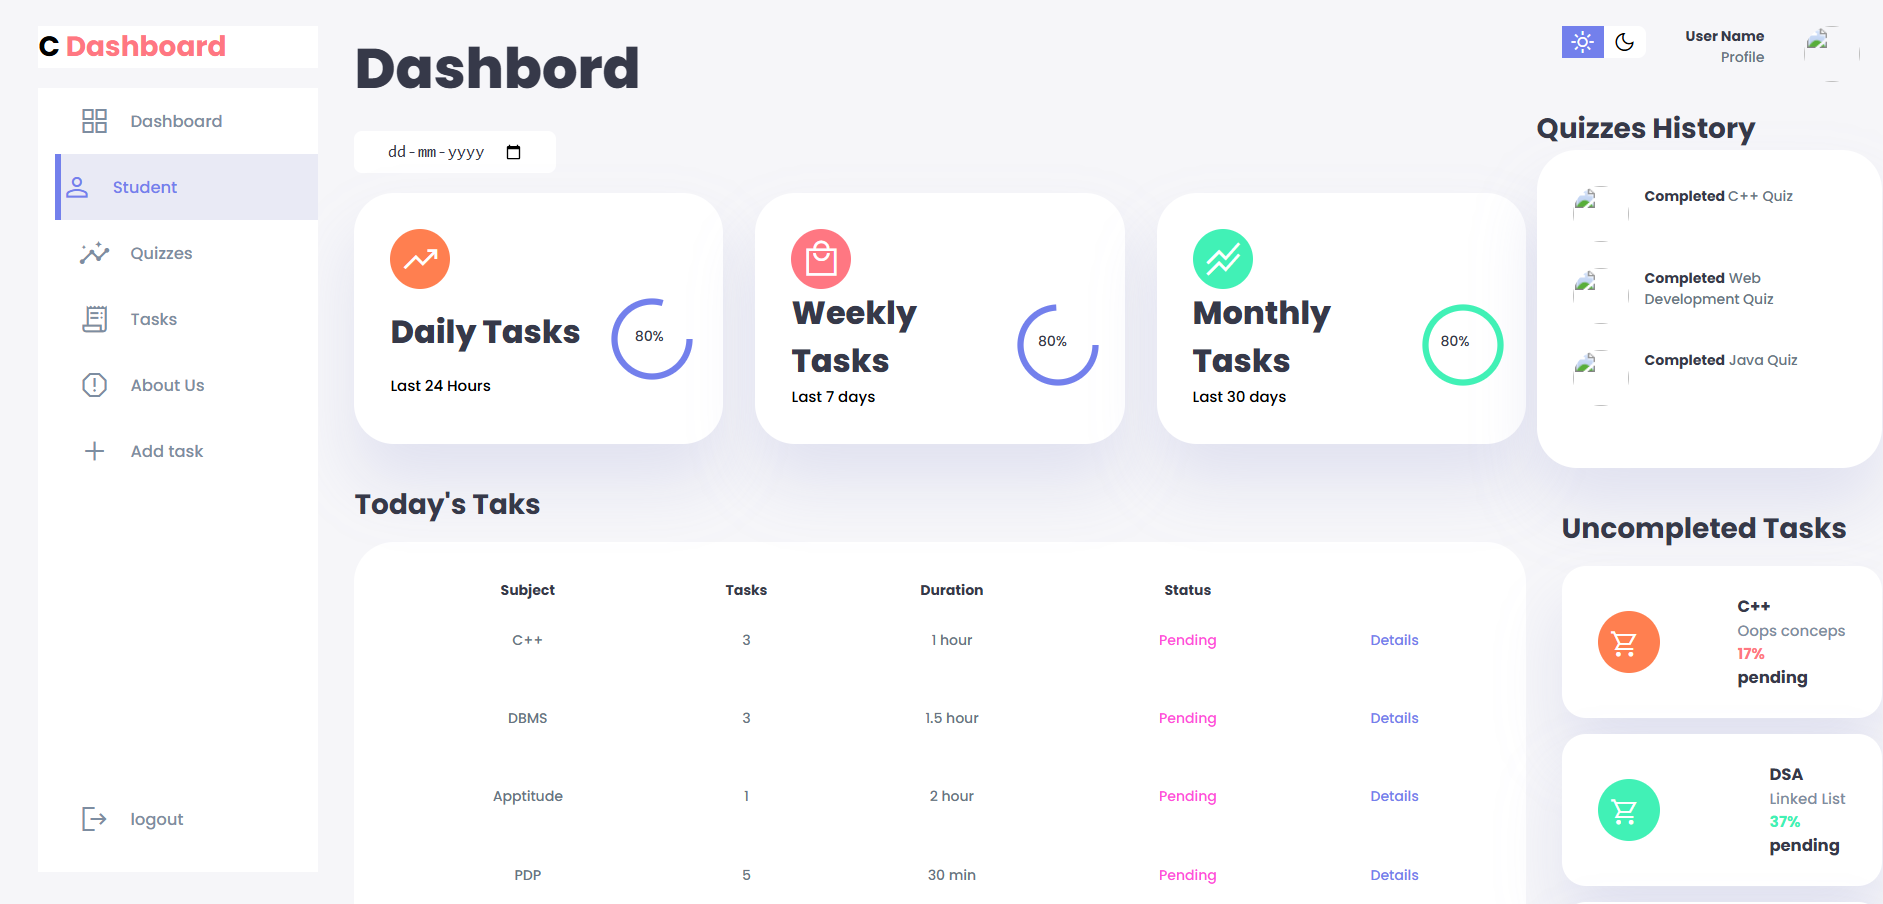 C Dashboard
Dashboard
Student
Quizzes
Tasks
About Us
Add task
logout
Dashbord
dd-mm-yyyy
Daily Tasks
Last 24 Hours
80%
Weekly
Tasks
Last 7 days
80%
Monthly
Tasks
Last 30 days
80%
Today's Taks
Subject Tasks Duration Status
C++ 3 1 hour Pending Details
DBMS 3 1.5 hour Pending Details
Apptitude 1 2 hour Pending Details
PDP 5 30 min Pending Details
User Name
Profile
Quizzes History
Completed C++ Quiz
Completed Web
Development Quiz
Completed Java Quiz
Uncompleted Tasks
C++
Oops conceps
17%
pending
DSA
Linked List
37%
pending